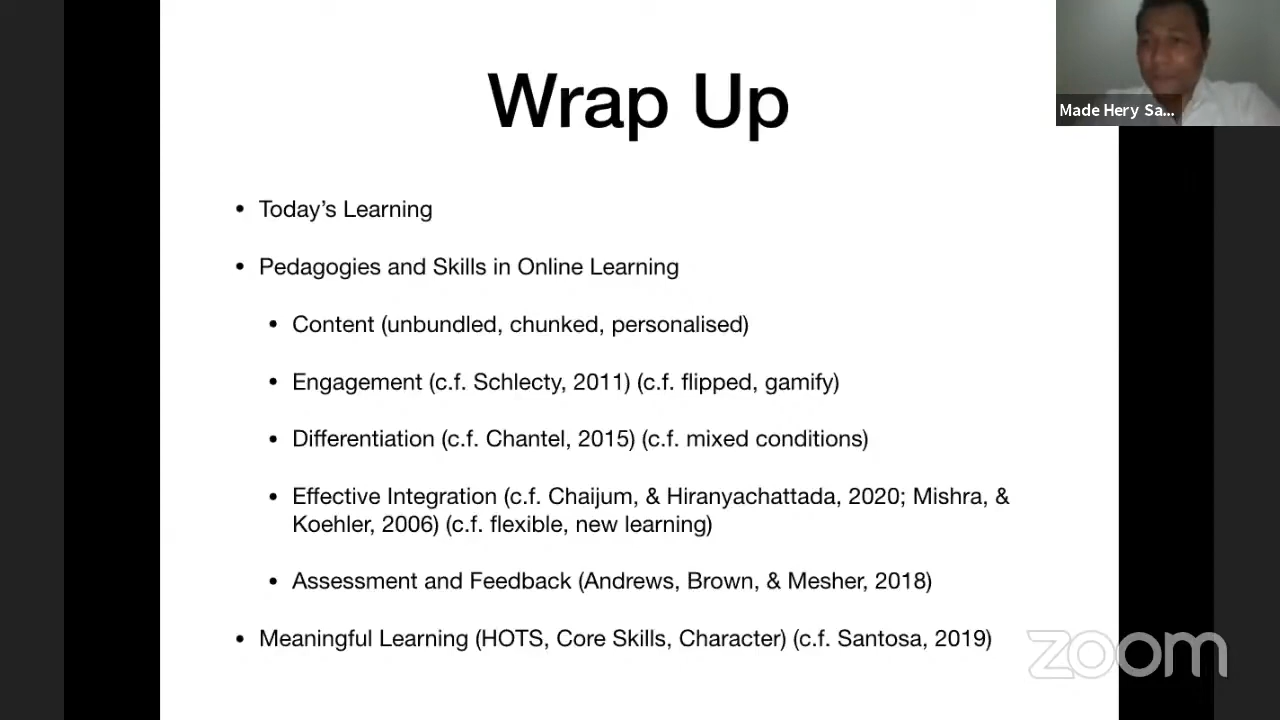 Wrap Up
Made Hery Sa...
• Today’s Learning
• Pedagogies and Skills in Online Learning
• Content (unbundled, chunked, personalised)
• Engagement (c.f. Schlecty, 2011) (c.f. flipped, gamify)
• Differentiation (c.f. Chantel, 2015) (c.f. mixed conditions)
• Effective Integration (c.f. Chaijum, & Hiranyachattada, 2020; Mishra, &
Koehler, 2006) (c.f. flexible, new learning)
• Assessment and Feedback (Andrews, Brown, & Mesher, 2018)
• Meaningful Learning (HOTS, Core Skills, Character) (c.f. Santosa, 2019)
zoom